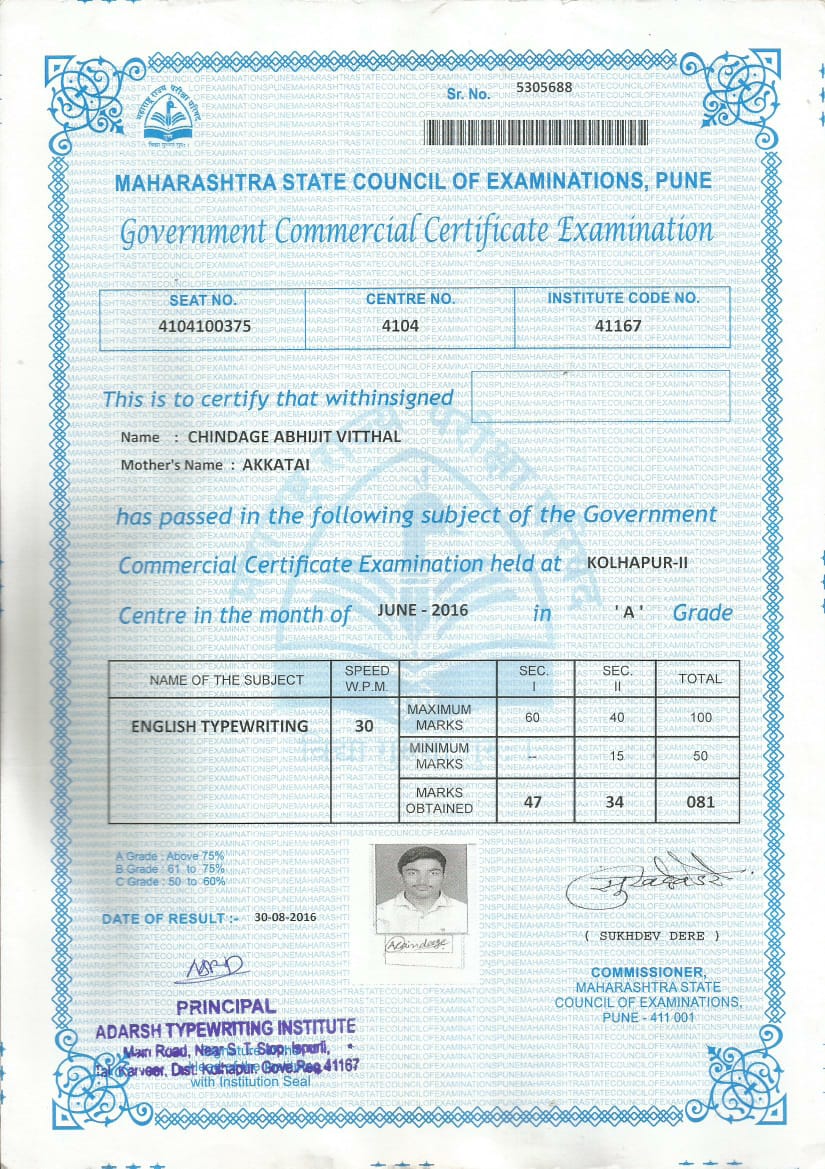 महाराष्ट्र राज्य परीक्षा परिषद
पुणे
Sr. No. 5305688
MAHARASHTRA STATE COUNCIL OF EXAMINATIONS, PUNE
Government Commercial Certificate Examination
SEAT NO. CENTRE NO. INSTITUTE CODE NO.
4104100375 4104 41167
This is to certify that withinsigned
Name : CHINDAGE ABHIJIT VITTHAL
Mother's Name : AKKATAI
has passed in the following subject of the Government
Commercial Certificate Examination held at KOLHAPUR-II
Centre in the month of JUNE - 2016 in 'A' Grade
NAME OF THE SUBJECT SPEED W.P.M. SEC. I SEC. II TOTAL
ENGLISH TYPEWRITING 30 MAXIMUM MARKS 60 40 100
MINIMUM MARKS -- 15 50
MARKS OBTAINED 47 34 081
A Grade : Above 75%
B Grade : 61 to 75%
C Grade : 50 to 60%
DATE OF RESULT :- 30-08-2016
( SUKHDEV DERE )
COMMISSIONER,
MAHARASHTRA STATE
COUNCIL OF EXAMINATIONS,
PUNE - 411 001
PRINCIPAL
ADARSH TYPEWRITING INSTITUTE
Main Road, Near S. T. Stop, Ispurli,
Tal. Karveer, Dist. Kolhapur. Gove.Reg.41167
with Institution Seal